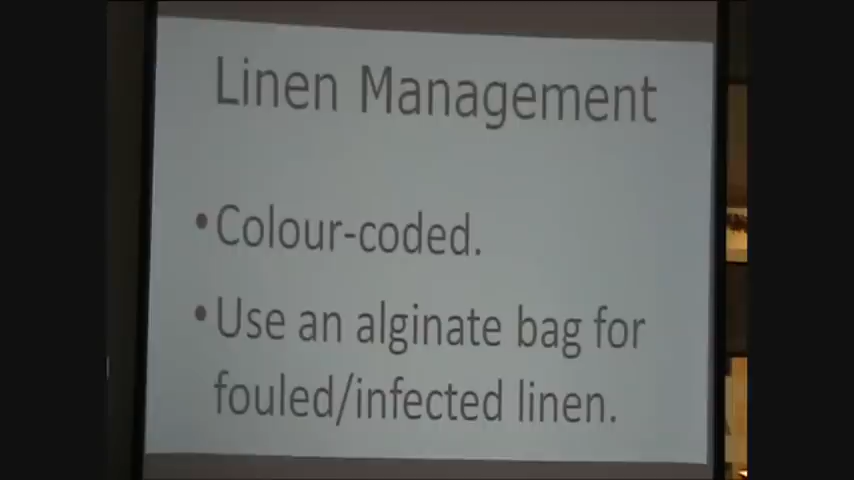 Linen Management
• Colour-coded.
• Use an alginate bag for
fouled/infected linen.